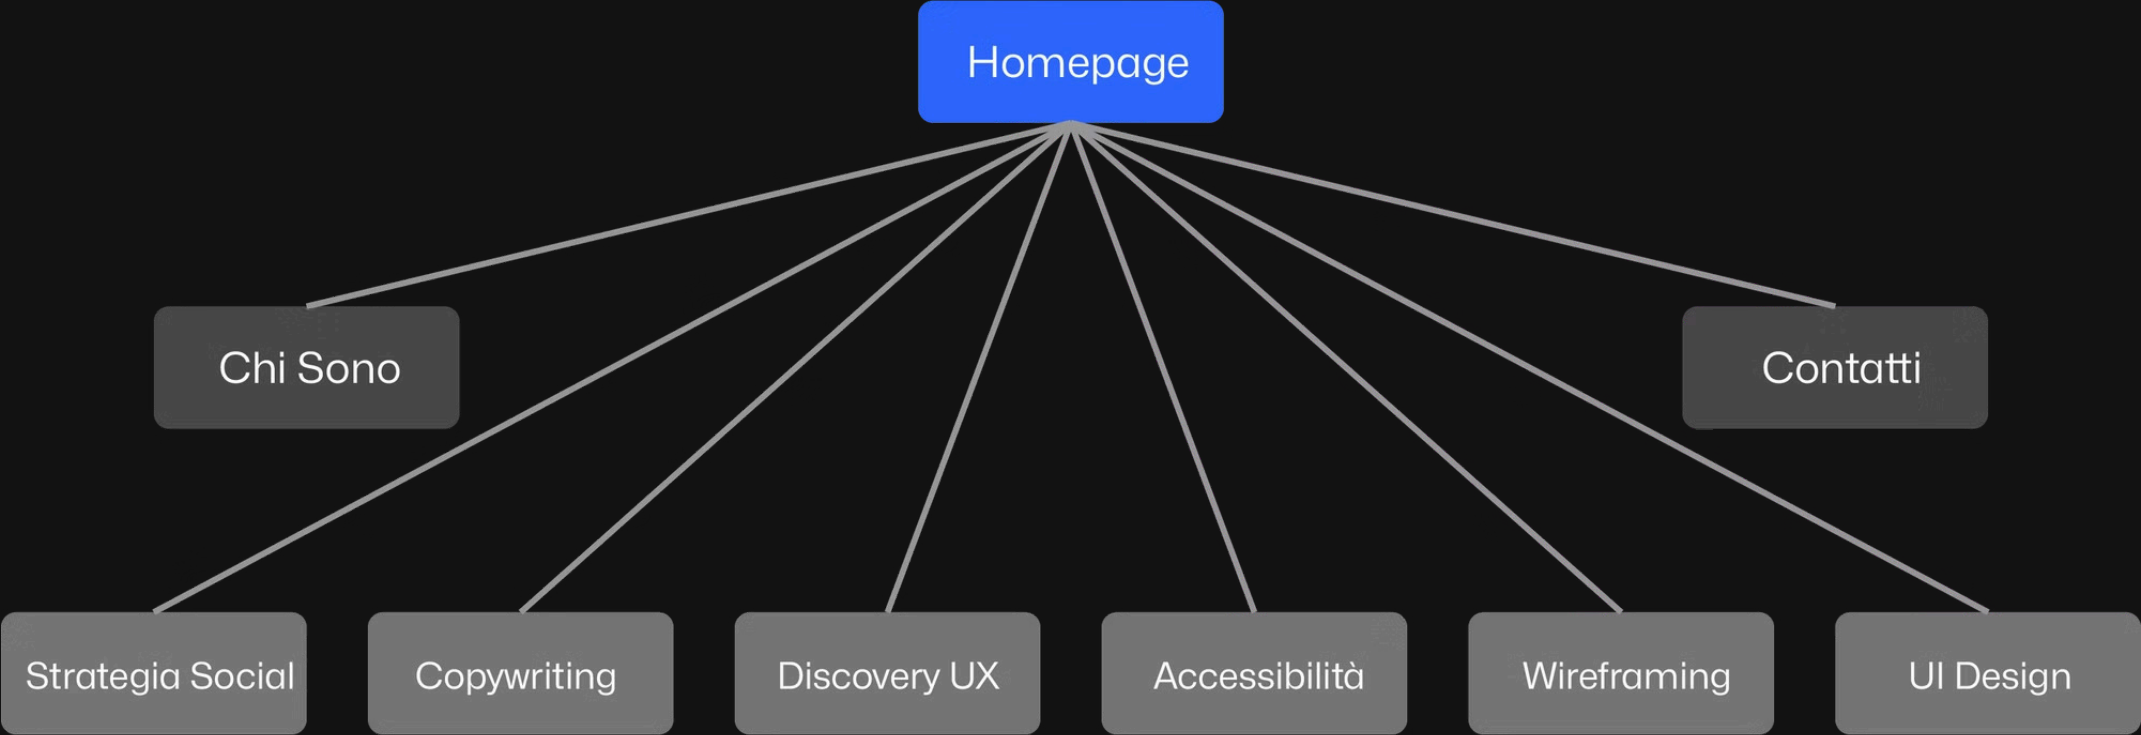 Homepage
Chi Sono
Contatti
Strategia Social
Copywriting
Discovery UX
Accessibilità
Wireframing
UI Design